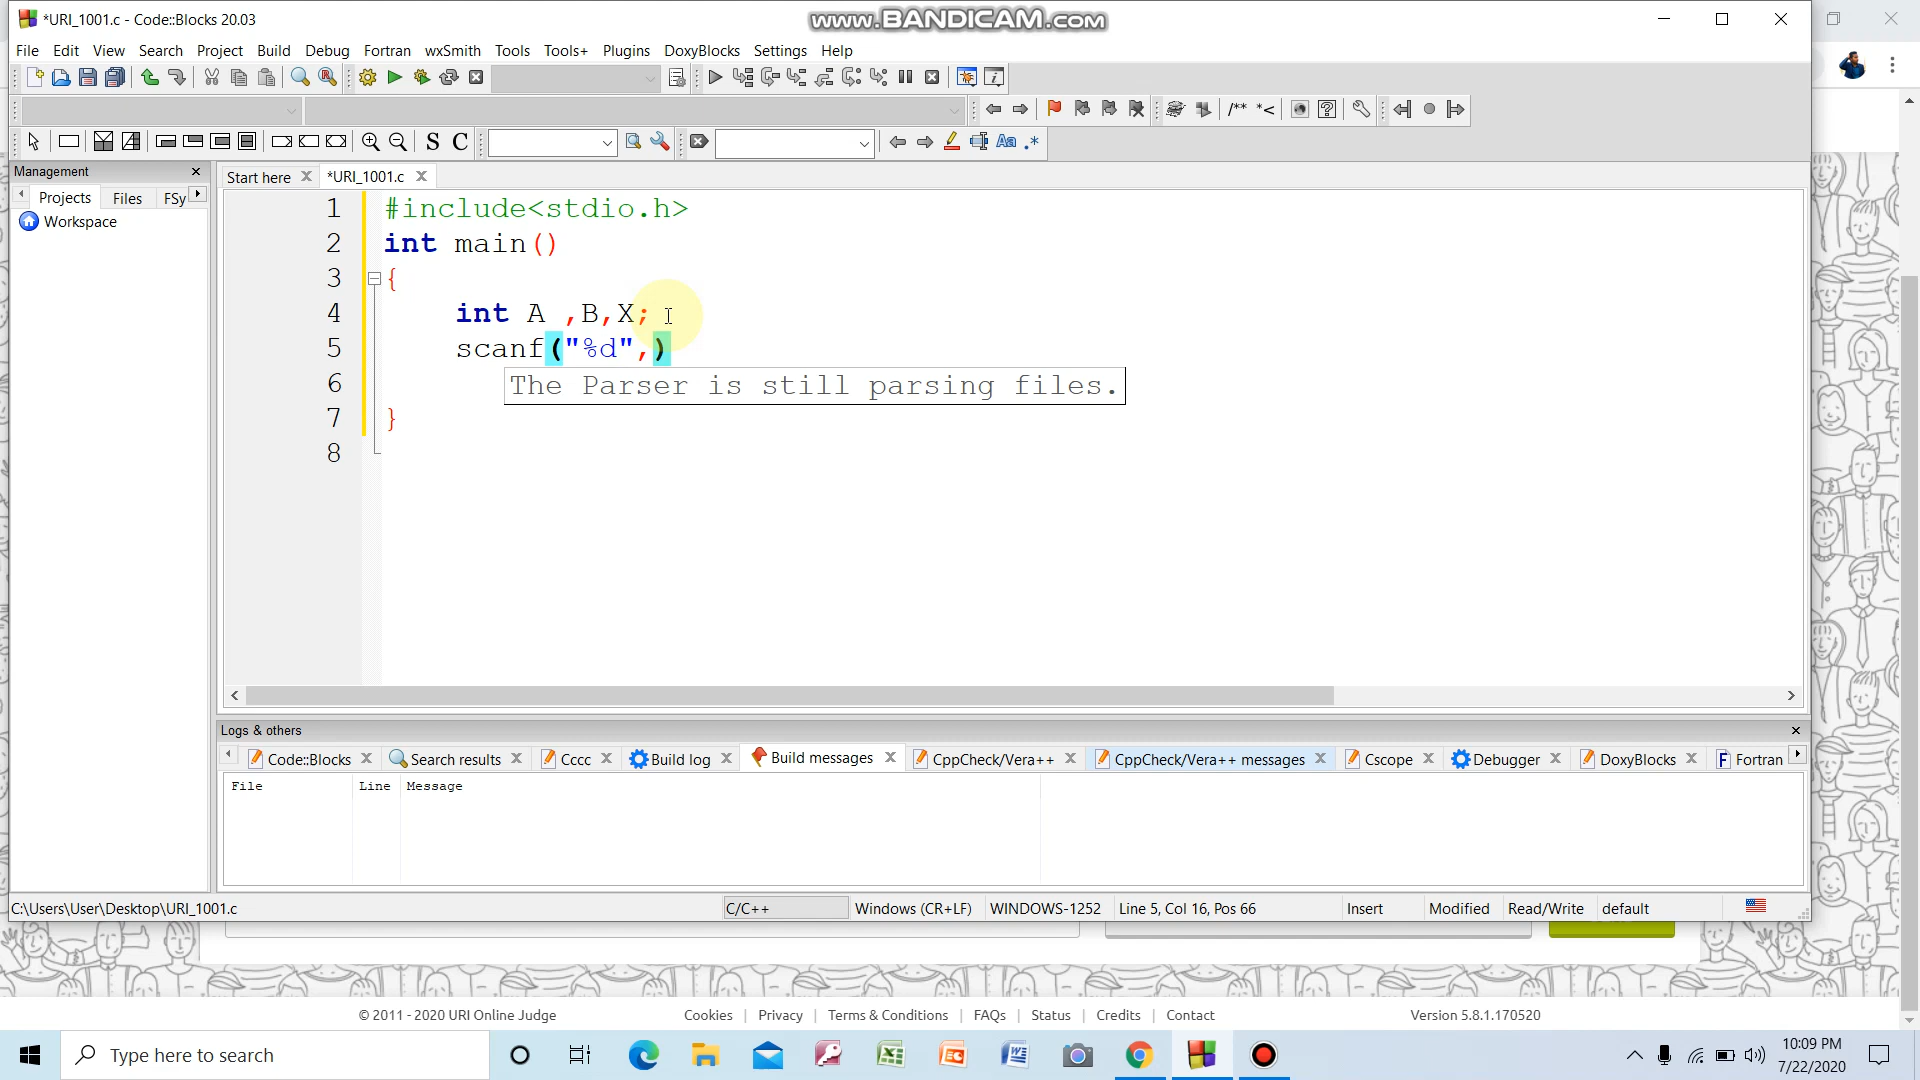 *URI_1001.c - Code::Blocks 20.03
www.BANDICAM.com
File Edit View Search Project Build Debug Fortran wxSmith Tools Tools+ Plugins DoxyBlocks Settings Help
/** *<
S C
Aa .*
Management
Projects Files FSy
Workspace
Start here *URI_1001.c
1 #include<stdio.h>
2 int main()
3 {
4 int A ,B,X;
5 scanf("%d",)
6 The Parser is still parsing files.
7 }
8
Logs & others
Code::Blocks Search results Cccc Build log Build messages CppCheck/Vera++ CppCheck/Vera++ messages Cscope Debugger DoxyBlocks F Fortran
File Line Message
C:\Users\User\Desktop\URI_1001.c C/C++ Windows (CR+LF) WINDOWS-1252 Line 5, Col 16, Pos 66 Insert Modified Read/Write default
© 2011 - 2020 URI Online Judge Cookies | Privacy | Terms & Conditions | FAQs | Status | Credits | Contact Version 5.8.1.170520
Type here to search
10:09 PM
7/22/2020